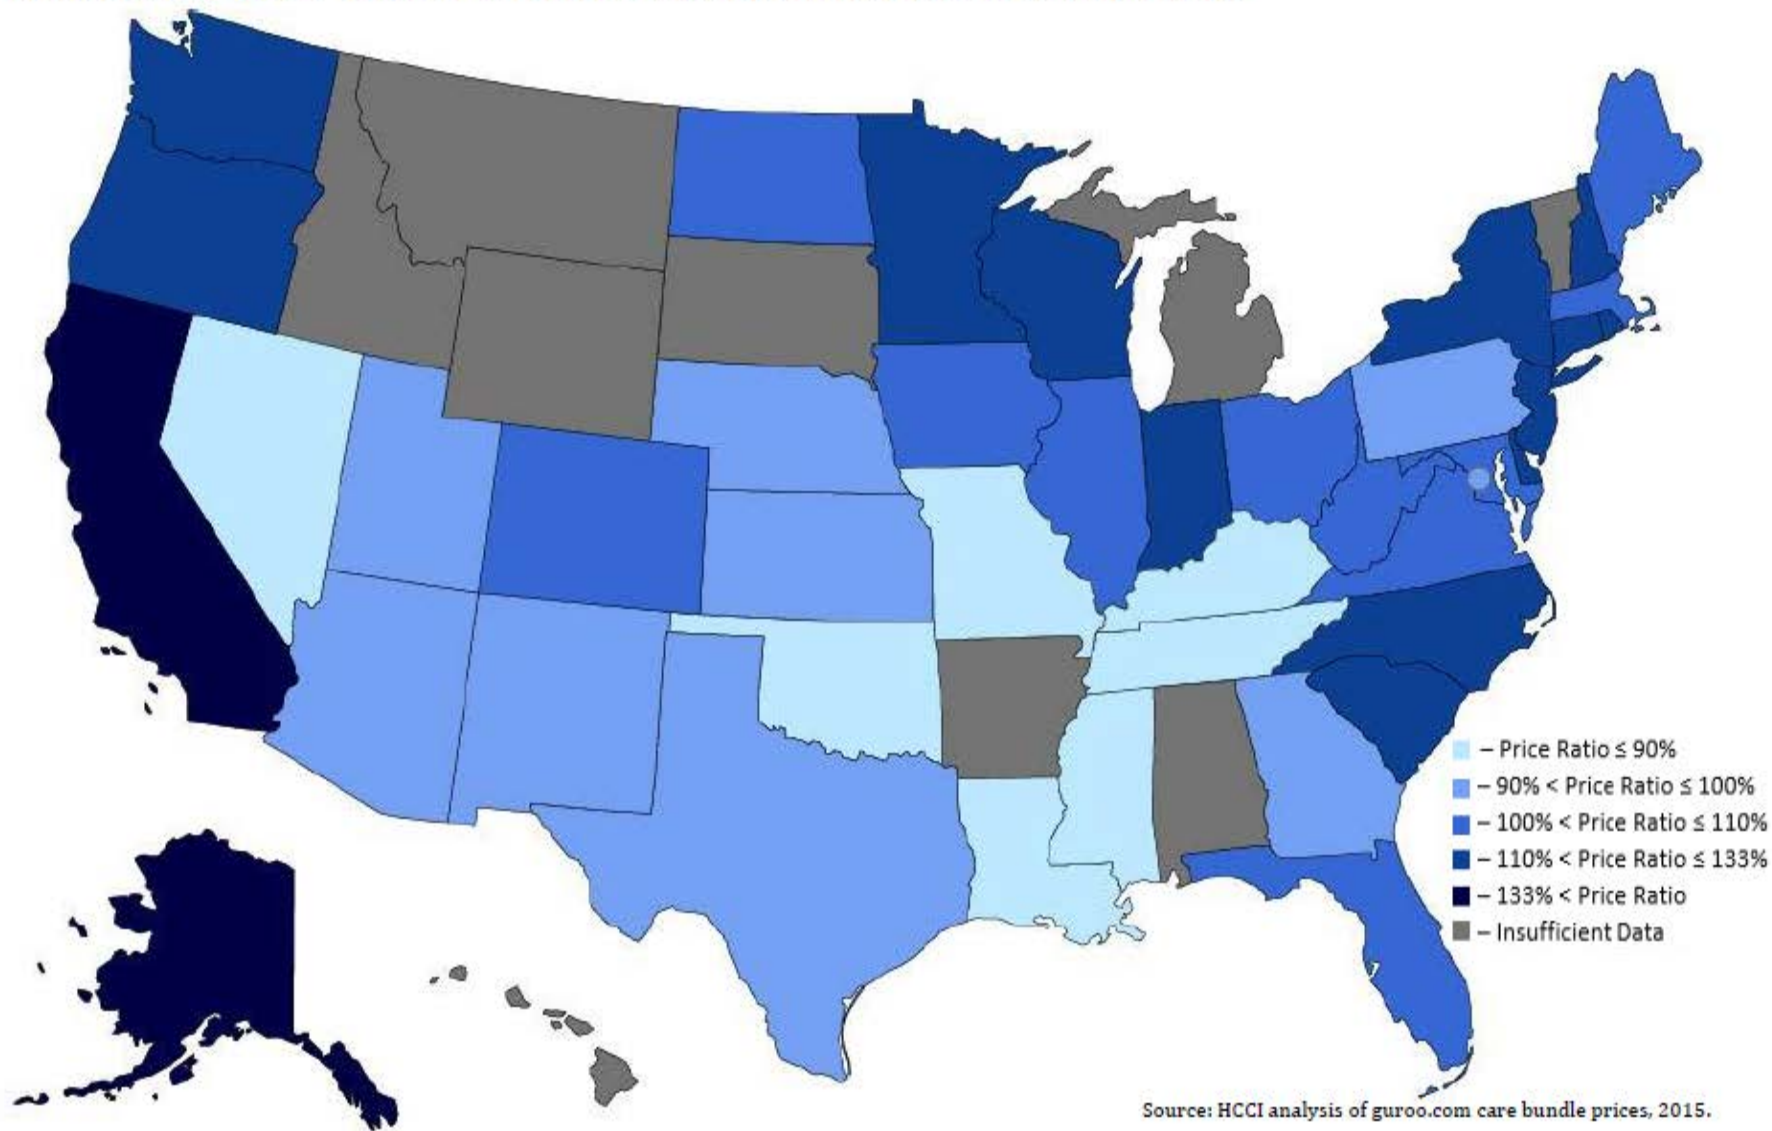 – Price Ratio ≤ 90%
– 90% < Price Ratio ≤ 100%
– 100% < Price Ratio ≤ 110%
– 110% < Price Ratio ≤ 133%
– 133% < Price Ratio
– Insufficient Data
Source: HCCI analysis of guroo.com care bundle prices, 2015.